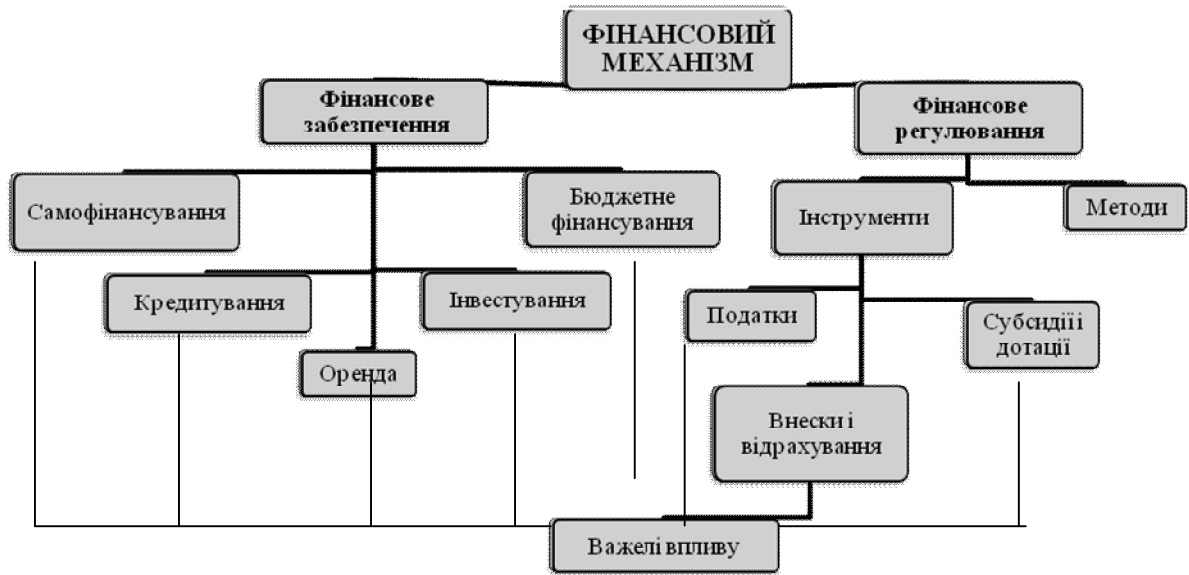 ФІНАНСОВИЙ
МЕХАНІЗМ
Фінансове
забезпечення
Фінансове
регулювання
Самофінансування
Бюджетне
фінансування
Інструменти
Методи
Кредитування
Інвестування
Податки
Субсидії і
дотації
Оренда
Внески і
відрахування
Важелі впливу